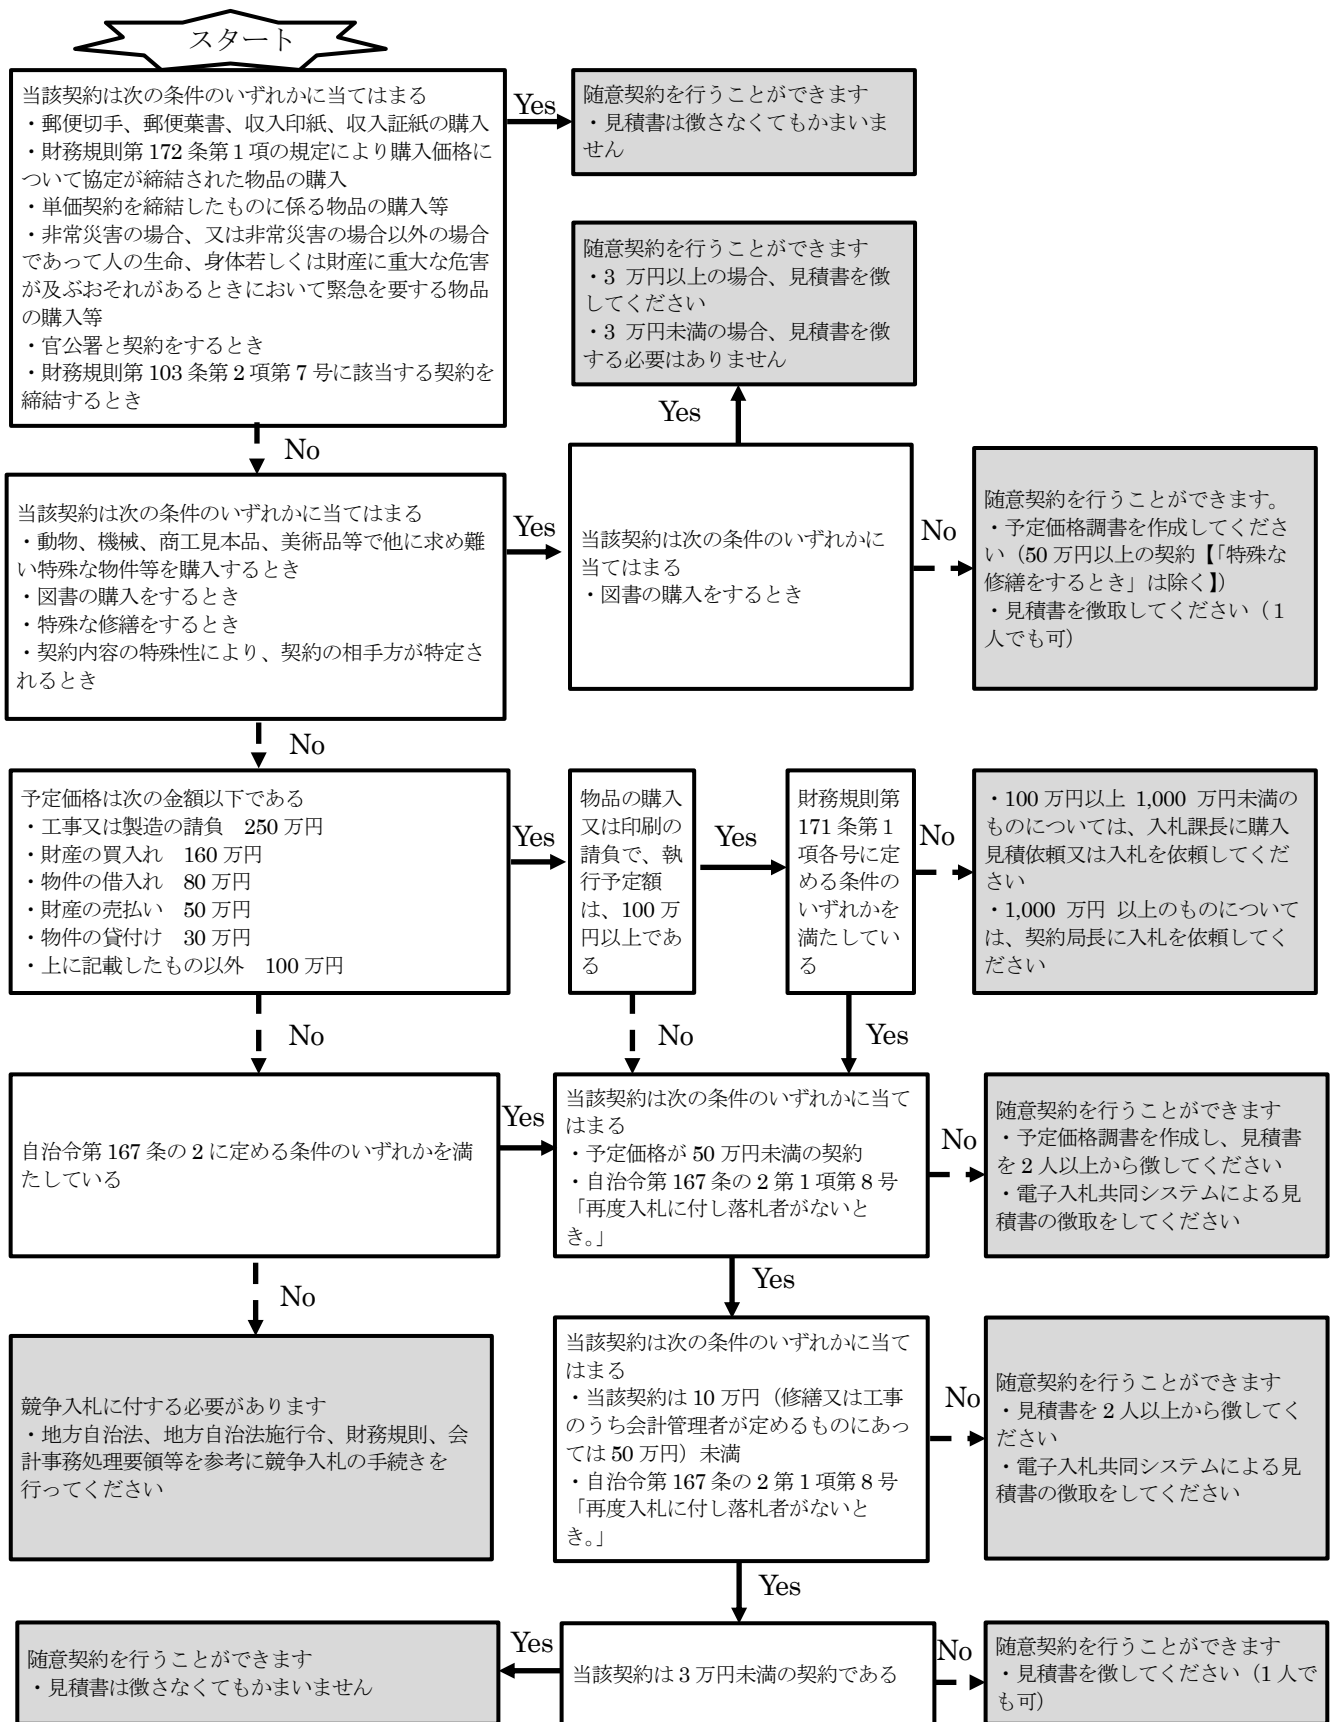 スタート
当該契約は次の条件のいずれかに当てはまる
・郵便切手、郵便葉書、収入印紙、収入証紙の購入
・財務規則第 172 条第 1 項の規定により購入価格に
ついて協定が締結された物品の購入
・単価契約を締結したものに係る物品の購入等
・非常災害の場合、又は非常災害の場合以外の場合
であって人の生命、身体若しくは財産に重大な危害
が及ぶおそれがあるときにおいて緊急を要する物品
の購入等
・官公署と契約をするとき
・財務規則第 103 条第 2 項第 7 号に該当する契約を
締結するとき
Yes
随意契約を行うことができます
・見積書は徴さなくてもかまいま
せん
No
当該契約は次の条件のいずれかに当てはまる
・動物、機械、商工見本品、美術品等で他に求め難
い特殊な物件等を購入するとき
・図書の購入をするとき
・特殊な修繕をするとき
・契約内容の特殊性により、契約の相手方が特定さ
れるとき
Yes
当該契約は次の条件のいずれかに
当てはまる
・図書の購入をするとき
Yes
随意契約を行うことができます
・3 万円以上の場合、見積書を徴
してください
・3 万円未満の場合、見積書を徴
する必要はありません
No
随意契約を行うことができます。
・予定価格調書を作成してくださ
い（50 万円以上の契約【「特殊な
修繕をするとき」は除く】）
・見積書を徴取してください（1
人でも可）
No
予定価格は次の金額以下である
・工事又は製造の請負　250 万円
・財産の買入れ　160 万円
・物件の借入れ　80 万円
・財産の売払い　50 万円
・物件の貸付け　30 万円
・上に記載したもの以外　100 万円
Yes
物品の購入
又は印刷の
請負で、執
行予定額
は、100 万
円以上であ
る
Yes
財務規則第
171 条第 1
項各号に定
める条件の
いずれかを
満たしてい
る
No
・100 万円以上 1,000 万円未満の
ものについては、入札課長に購入
見積依頼又は入札を依頼してくだ
さい
・1,000 万円 以上のものについて
は、契約局長に入札を依頼してく
ださい
No
No
Yes
自治令第 167 条の 2 に定める条件のいずれかを満
たしている
Yes
当該契約は次の条件のいずれかに当て
はまる
・予定価格が 50 万円未満の契約
・自治令第 167 条の 2 第 1 項第 8 号
「再度入札に付し落札者がないと
き。」
No
随意契約を行うことができます
・予定価格調書を作成し、見積書
を 2 人以上から徴してください
・電子入札共同システムによる見
積書の徴取をしてください
No
Yes
競争入札に付する必要があります
・地方自治法、地方自治法施行令、財務規則、会
計事務処理要領等を参考に競争入札の手続きを
行ってください
当該契約は次の条件のいずれかに当て
はまる
・当該契約は 10 万円（修繕又は工事
のうち会計管理者が定めるものにあっ
ては 50 万円）未満
・自治令第 167 条の 2 第 1 項第 8 号
「再度入札に付し落札者がないと
き。」
No
随意契約を行うことができます
・見積書を 2 人以上から徴してく
ださい
・電子入札共同システムによる見
積書の徴取をしてください
Yes
随意契約を行うことができます
・見積書は徴さなくてもかまいません
Yes
当該契約は 3 万円未満の契約である
No
随意契約を行うことができます
・見積書を徴してください（1 人で
も可）